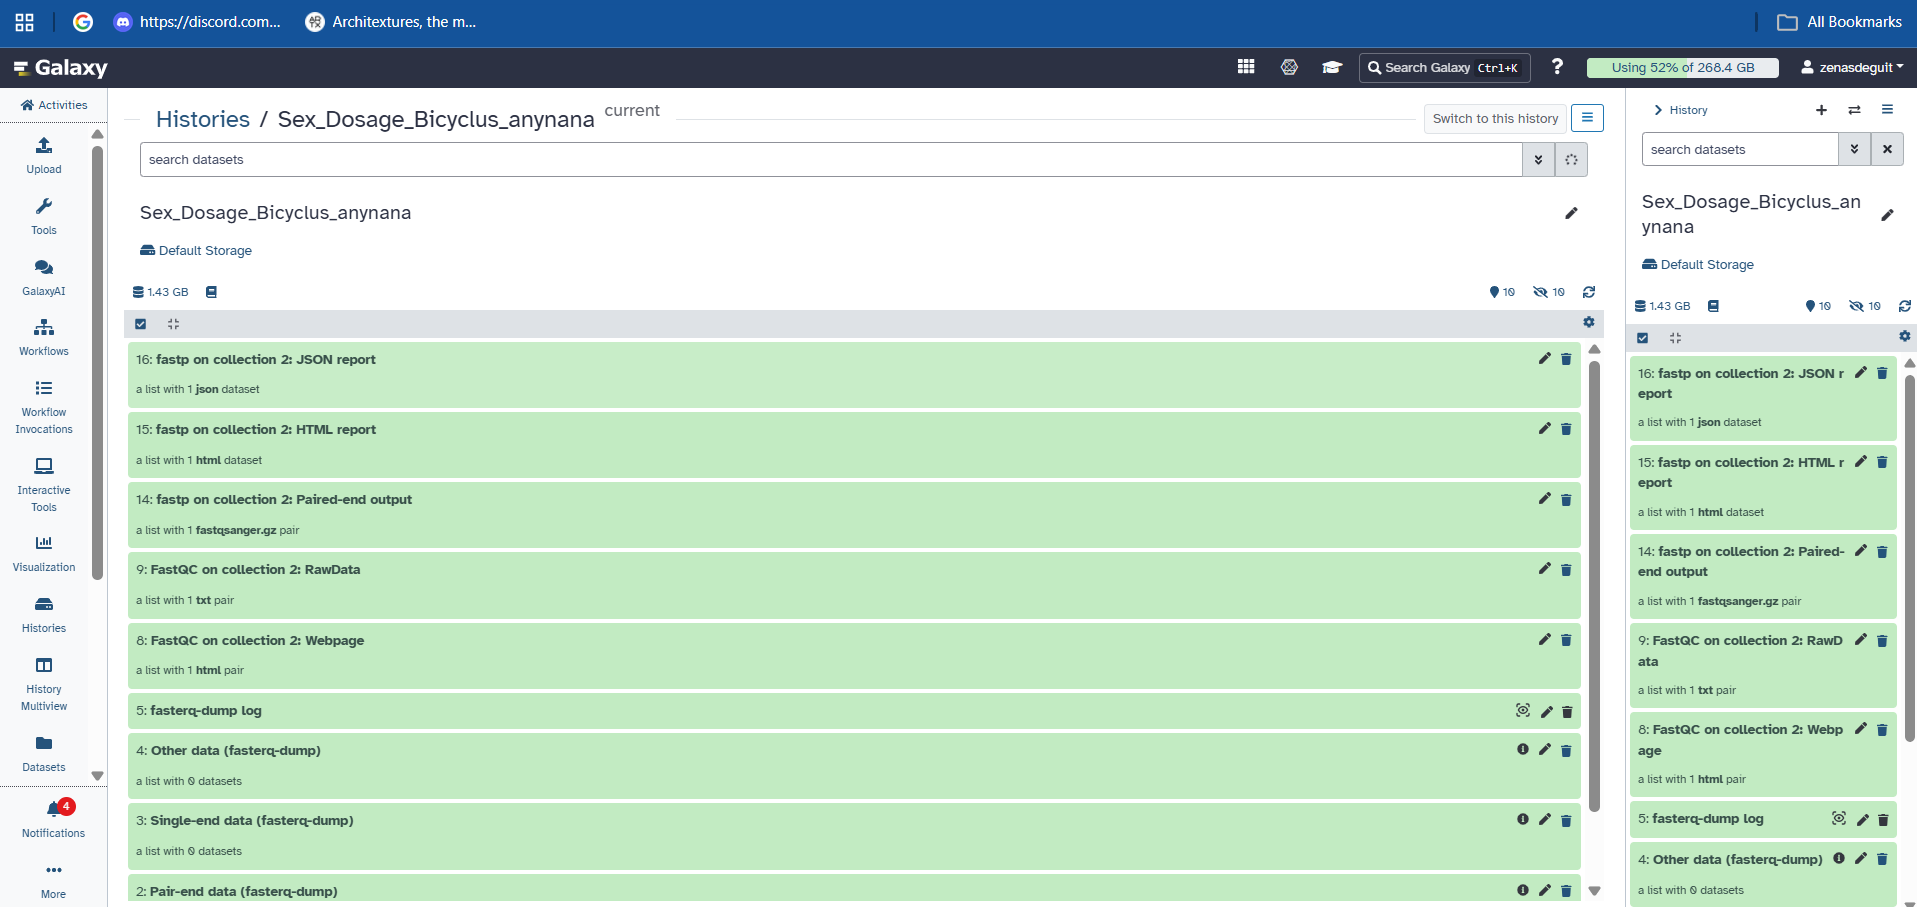 https://discord.com...
Architextures, the m...
All Bookmarks
Galaxy
Search Galaxy Ctrl+K
?
Using 52% of 268.4 GB
zenasdeguit
Activities
Upload
Tools
GalaxyAI
Workflows
Workflow
Invocations
Interactive
Tools
Visualization
Histories
History
Multiview
Datasets
4
Notifications
More
Histories / Sex_Dosage_Bicyclus_anynana current
Switch to this history
search datasets
Sex_Dosage_Bicyclus_anynana
Default Storage
1.43 GB
10 10
16: fastp on collection 2: JSON report
a list with 1 json dataset
15: fastp on collection 2: HTML report
a list with 1 html dataset
14: fastp on collection 2: Paired-end output
a list with 1 fastqsanger.gz pair
9: FastQC on collection 2: RawData
a list with 1 txt pair
8: FastQC on collection 2: Webpage
a list with 1 html pair
5: fasterq-dump log
4: Other data (fasterq-dump)
a list with 0 datasets
3: Single-end data (fasterq-dump)
a list with 0 datasets
2: Pair-end data (fasterq-dump)
History
search datasets
Sex_Dosage_Bicyclus_an
ynana
Default Storage
1.43 GB
10 10
16: fastp on collection 2: JSON r
eport
a list with 1 json dataset
15: fastp on collection 2: HTML r
eport
a list with 1 html dataset
14: fastp on collection 2: Paired-
end output
a list with 1 fastqsanger.gz pair
9: FastQC on collection 2: RawD
ata
a list with 1 txt pair
8: FastQC on collection 2: Webp
age
a list with 1 html pair
5: fasterq-dump log
4: Other data (fasterq-dump)
a list with 0 datasets